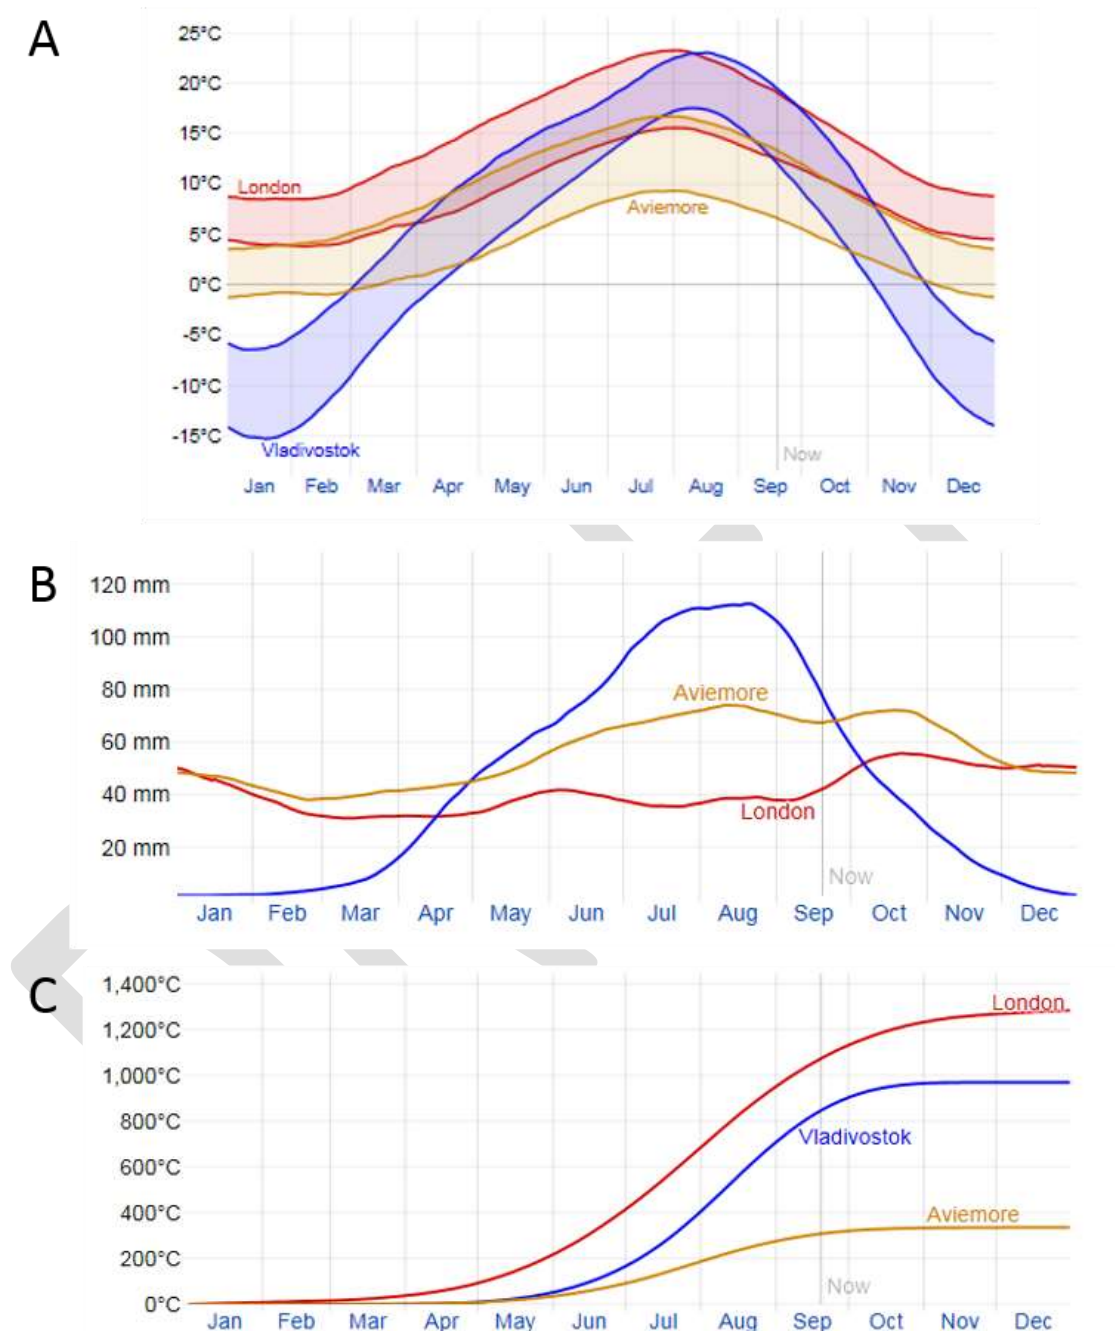 A
25°C
20°C
15°C
10°C
London
Aviemore
5°C
0°C
-5°C
-10°C
-15°C
Vladivostok
Now
Jan Feb Mar Apr May Jun Jul Aug Sep Oct Nov Dec
B
120 mm
100 mm
80 mm
Aviemore
60 mm
40 mm
London
20 mm
Now
Jan Feb Mar Apr May Jun Jul Aug Sep Oct Nov Dec
C
1,400°C
London
1,200°C
1,000°C
800°C
Vladivostok
600°C
400°C
Aviemore
200°C
Now
0°C
Jan Feb Mar Apr May Jun Jul Aug Sep Oct Nov Dec